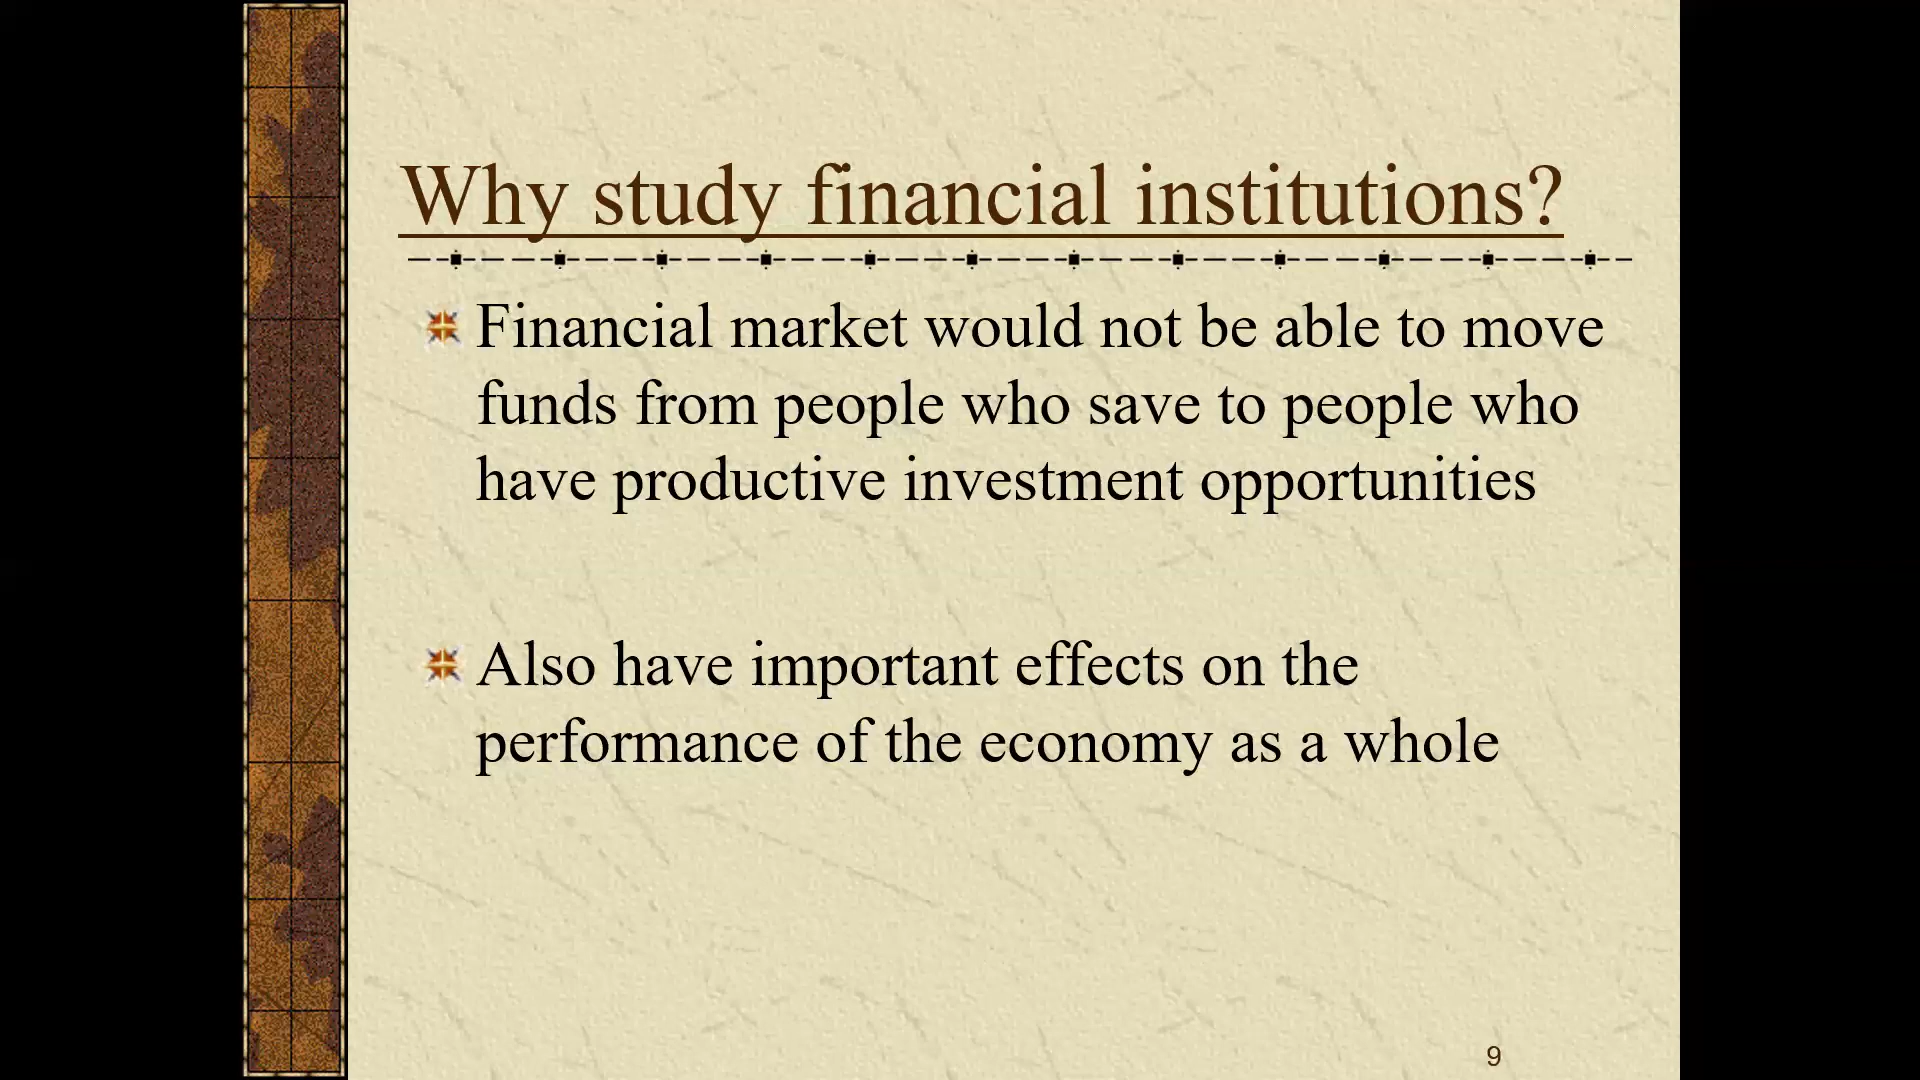 Why study financial institutions?
Financial market would not be able to move
funds from people who save to people who
have productive investment opportunities
Also have important effects on the
performance of the economy as a whole
9